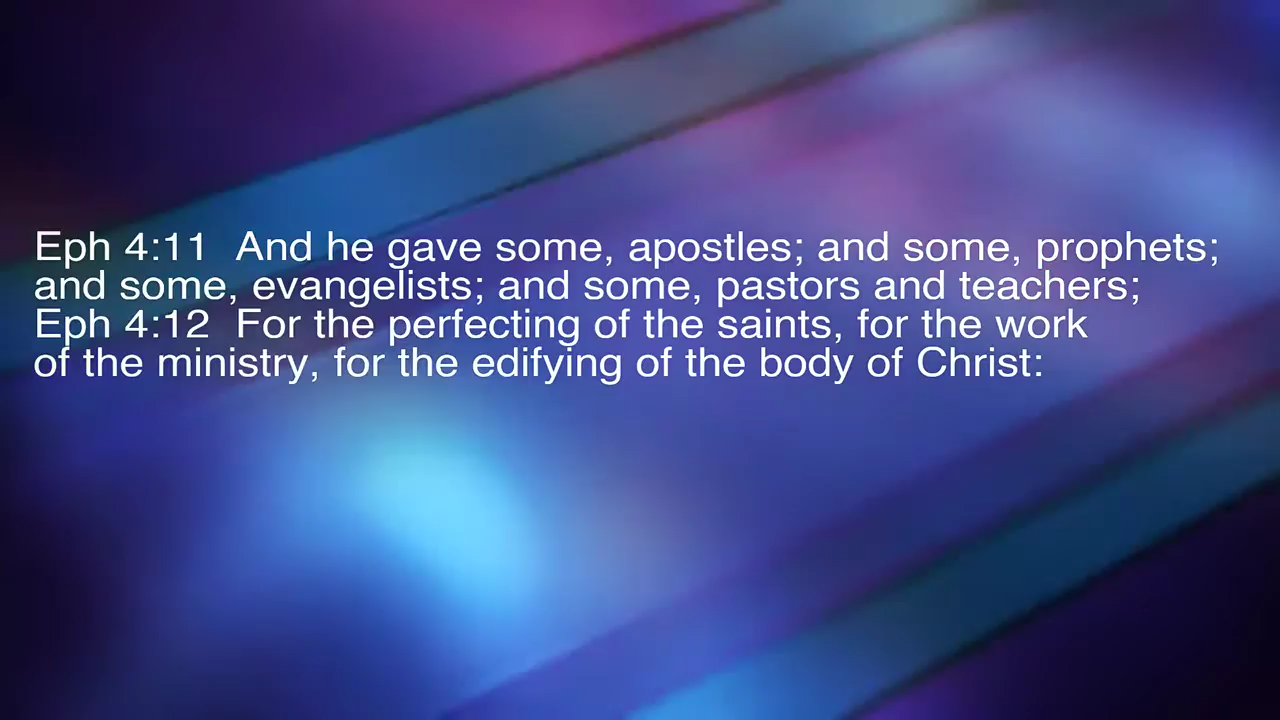 Eph 4:11  And he gave some, apostles; and some, prophets;
and some, evangelists; and some, pastors and teachers;
Eph 4:12  For the perfecting of the saints, for the work
of the ministry, for the edifying of the body of Christ: